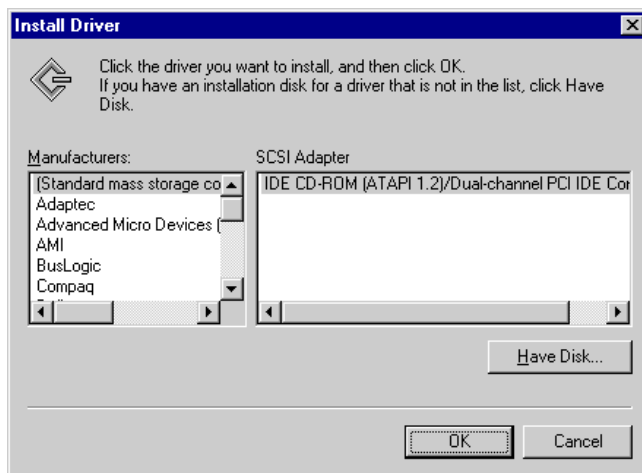 Install Driver
Click the driver you want to install, and then click OK.
If you have an installation disk for a driver that is not in the list, click Have
Disk.
Manufacturers:
SCSI Adapter
(Standard mass storage co
Adaptec
Advanced Micro Devices (
AMI
BusLogic
Compaq
IDE CD-ROM (ATAPI 1.2)/Dual-channel PCI IDE Cor
Have Disk...
OK
Cancel